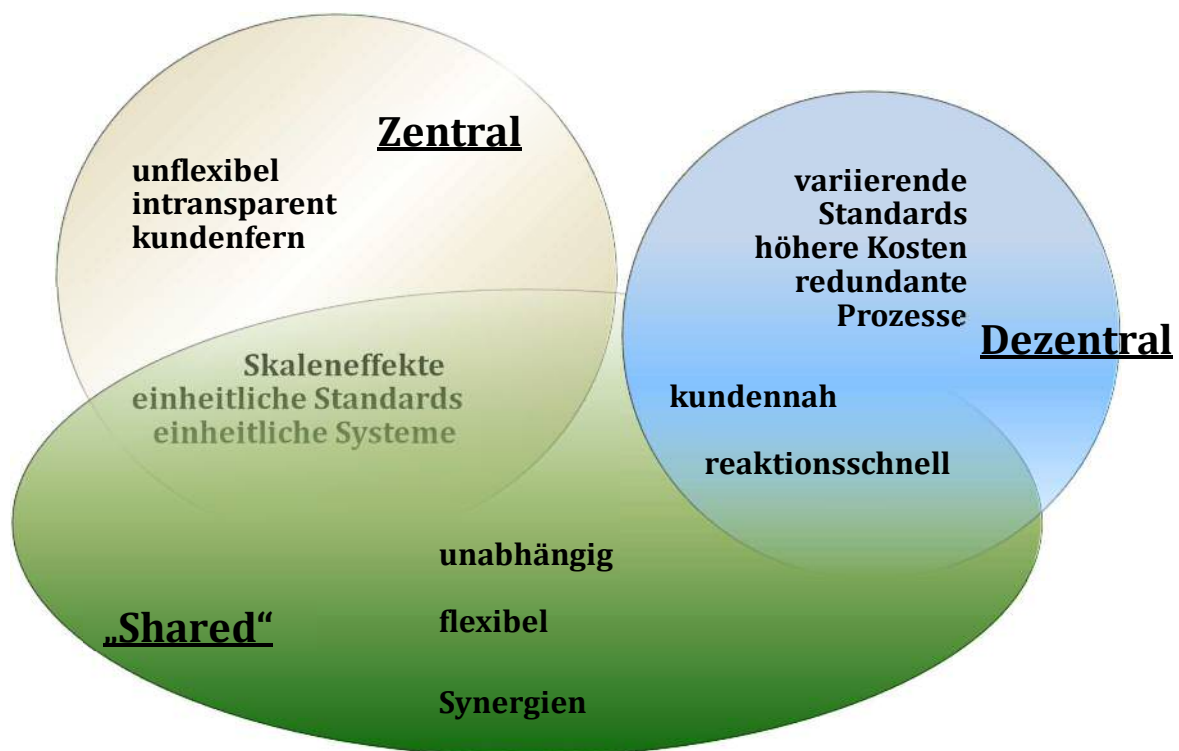 Zentral
unflexibel
intransparent
kundenfern
variierende
Standards
höhere Kosten
redundante
Prozesse
Dezentral
Skaleneffekte
einheitliche Standards
einheitliche Systeme
kundennah
reaktionsschnell
unabhängig
„Shared“
flexibel
Synergien